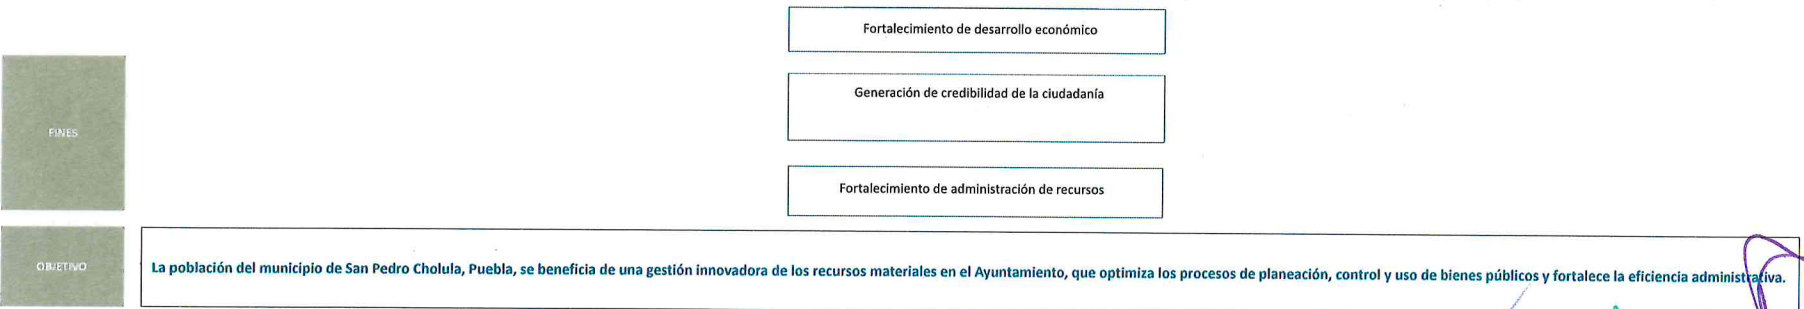 Fortalecimiento de desarrollo económico
Generación de credibilidad de la ciudadanía
FINES
Fortalecimiento de administración de recursos
OBJETIVO
La población del municipio de San Pedro Cholula, Puebla, se beneficia de una gestión innovadora de los recursos materiales en el Ayuntamiento, que optimiza los procesos de planeación, control y uso de bienes públicos y fortalece la eficiencia administrativa.